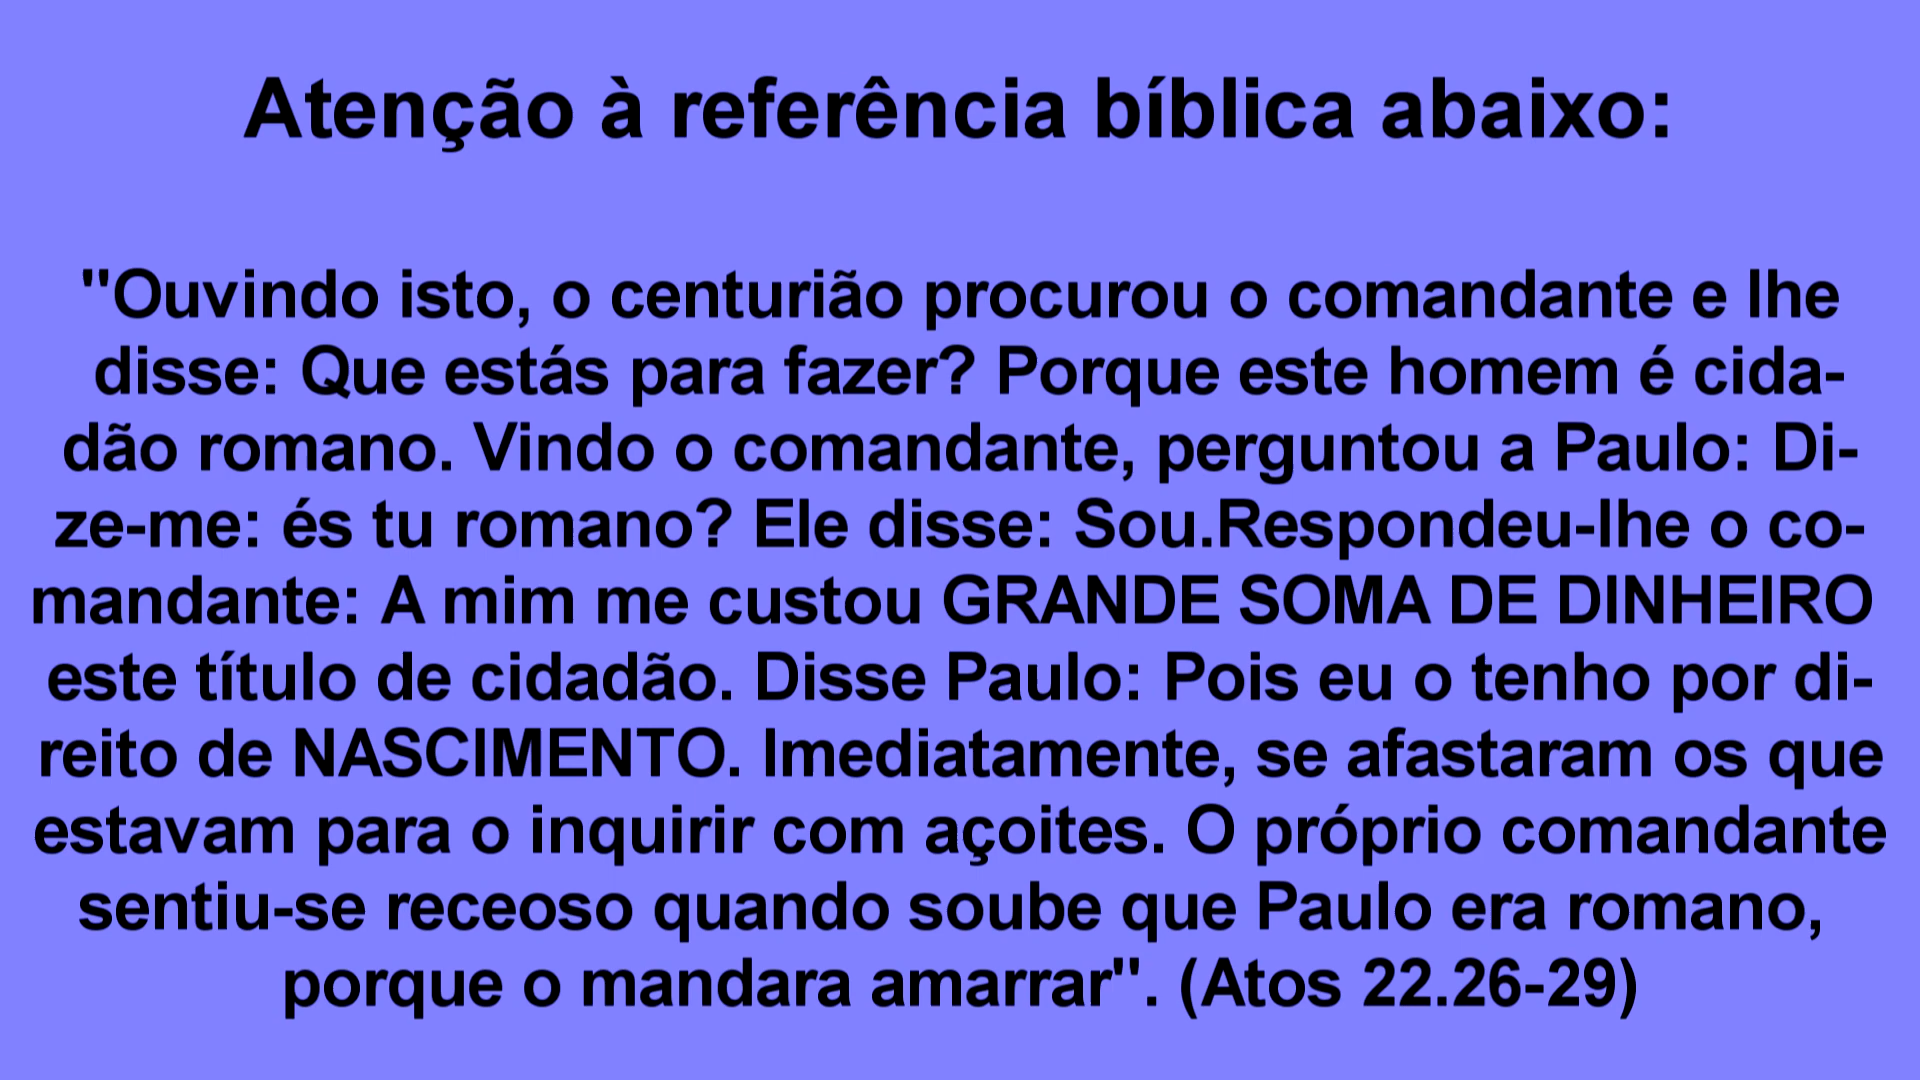 Atenção à referência bíblica abaixo:
"Ouvindo isto, o centurião procurou o comandante e lhe
disse: Que estás para fazer? Porque este homem é cida-
dão romano. Vindo o comandante, perguntou a Paulo: Di-
ze-me: és tu romano? Ele disse: Sou.Respondeu-lhe o co-
mandante: A mim me custou GRANDE SOMA DE DINHEIRO
este título de cidadão. Disse Paulo: Pois eu o tenho por di-
reito de NASCIMENTO. Imediatamente, se afastaram os que
estavam para o inquirir com açoites. O próprio comandante
sentiu-se receoso quando soube que Paulo era romano,
porque o mandara amarrar". (Atos 22.26-29)